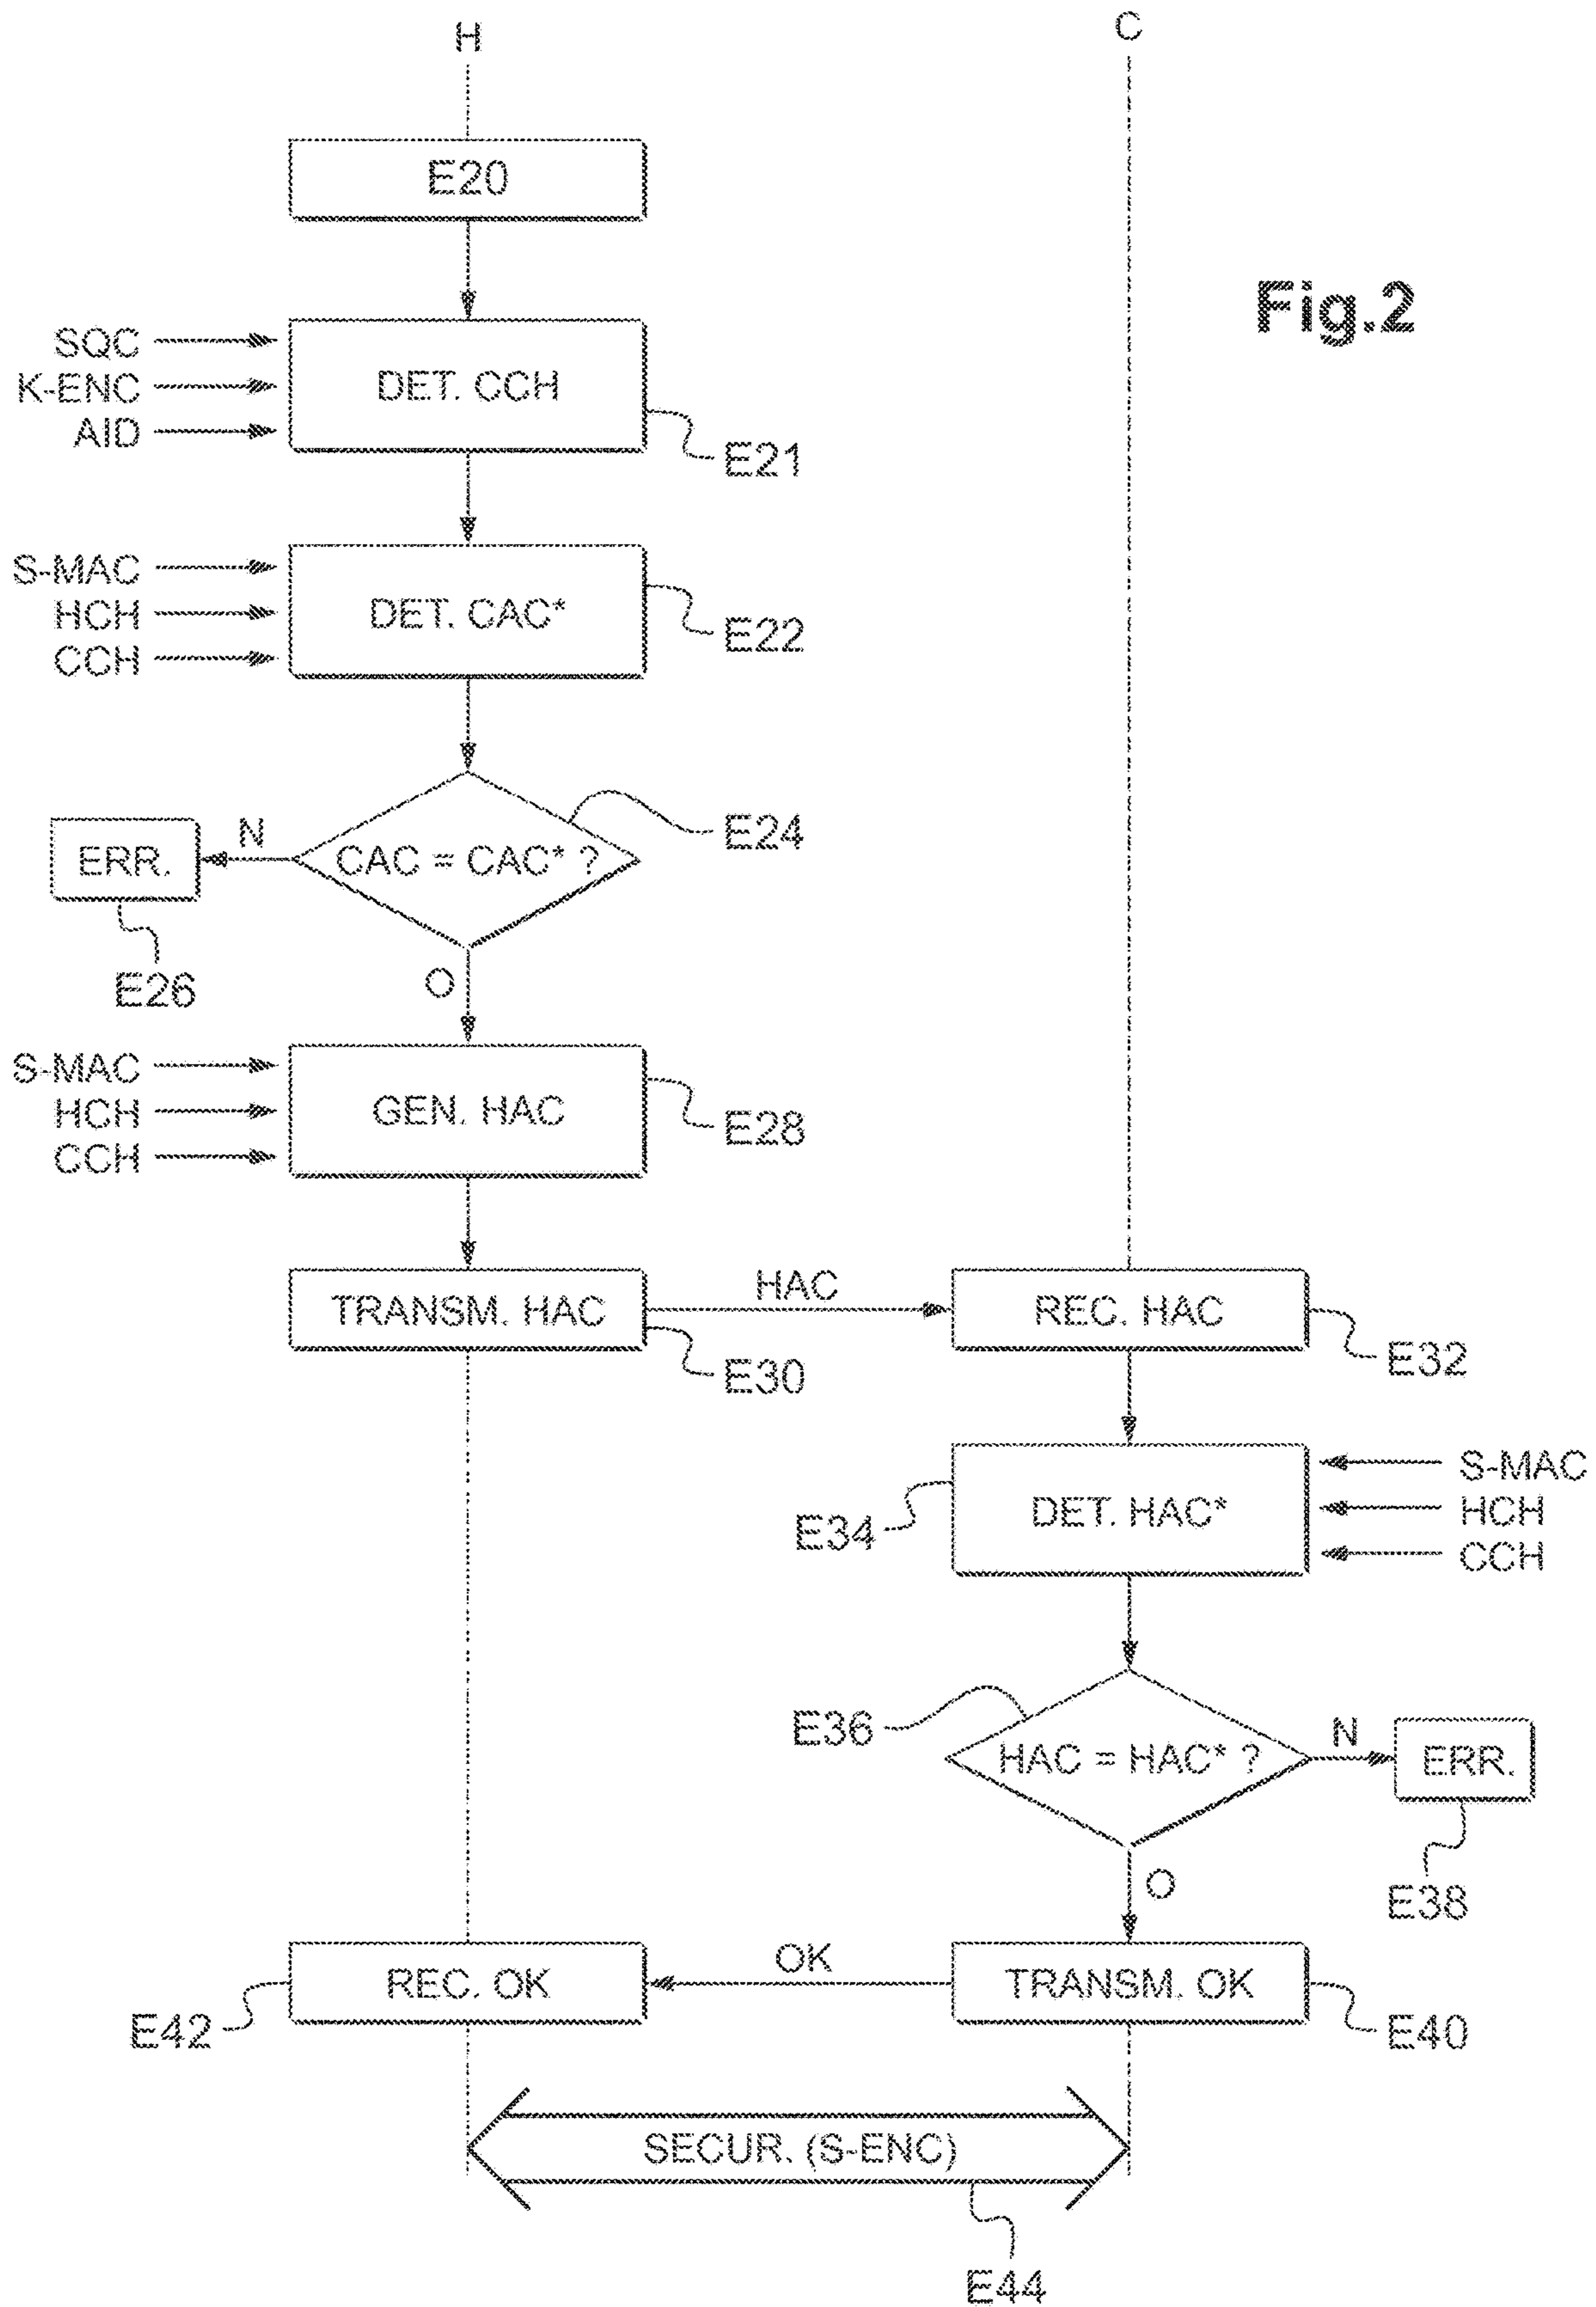 H
C
E20
Fig.2
SQC
K-ENC
AID
DET. CCH
E21
S-MAC
HCH
CCH
DET. CAC*
E22
CAC = CAC* ?
E24
N
ERR.
E26
O
S-MAC
HCH
CCH
GEN. HAC
E28
TRANSM. HAC
E30
HAC
REC. HAC
E32
DET. HAC*
E34
S-MAC
HCH
CCH
E36
HAC = HAC* ?
N
ERR.
E38
O
REC. OK
E42
OK
TRANSM. OK
E40
SECUR. (S-ENC)
E44